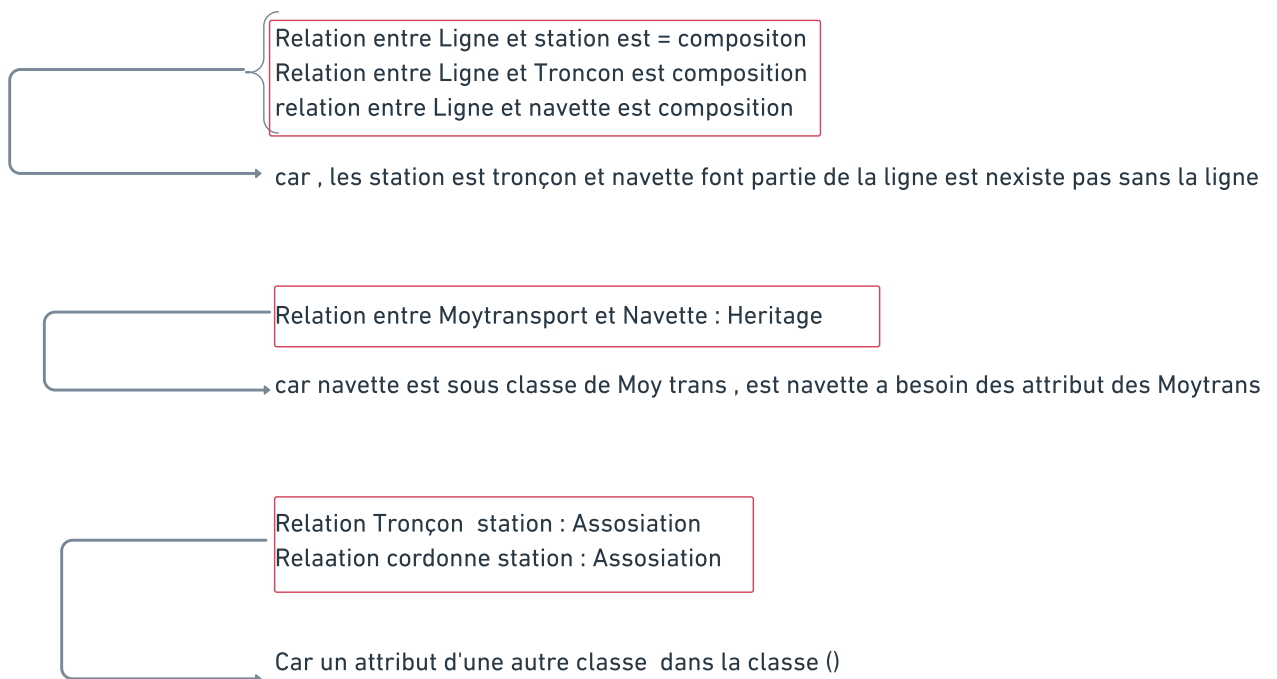 Relation entre Ligne et station est = compositon
Relation entre Ligne et Troncon est composition
relation entre Ligne et navette est composition
car , les station est tronçon et navette font partie de la ligne est nexiste pas sans la ligne
Relation entre Moytransport et Navette : Heritage
car navette est sous classe de Moy trans , est navette a besoin des attribut des Moytrans
Relation Tronçon  station : Assosiation
Relaation cordonne station : Assosiation
Car un attribut d'une autre classe  dans la classe ()